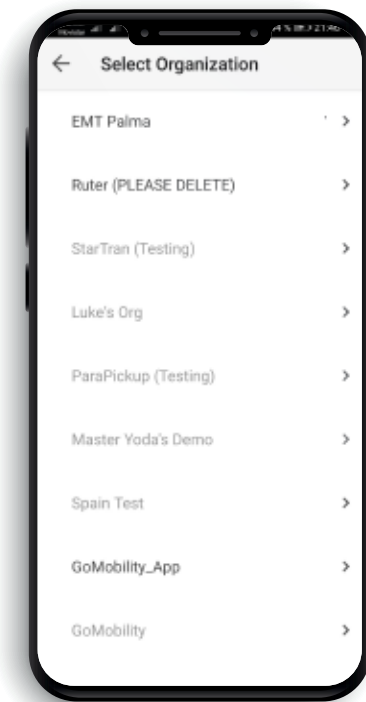 Select Organization
EMT Palma
Ruter (PLEASE DELETE)
StarTran (Testing)
Luke's Org
ParaPickup (Testing)
Master Yoda's Demo
Spain Test
GoMobility_App
GoMobility